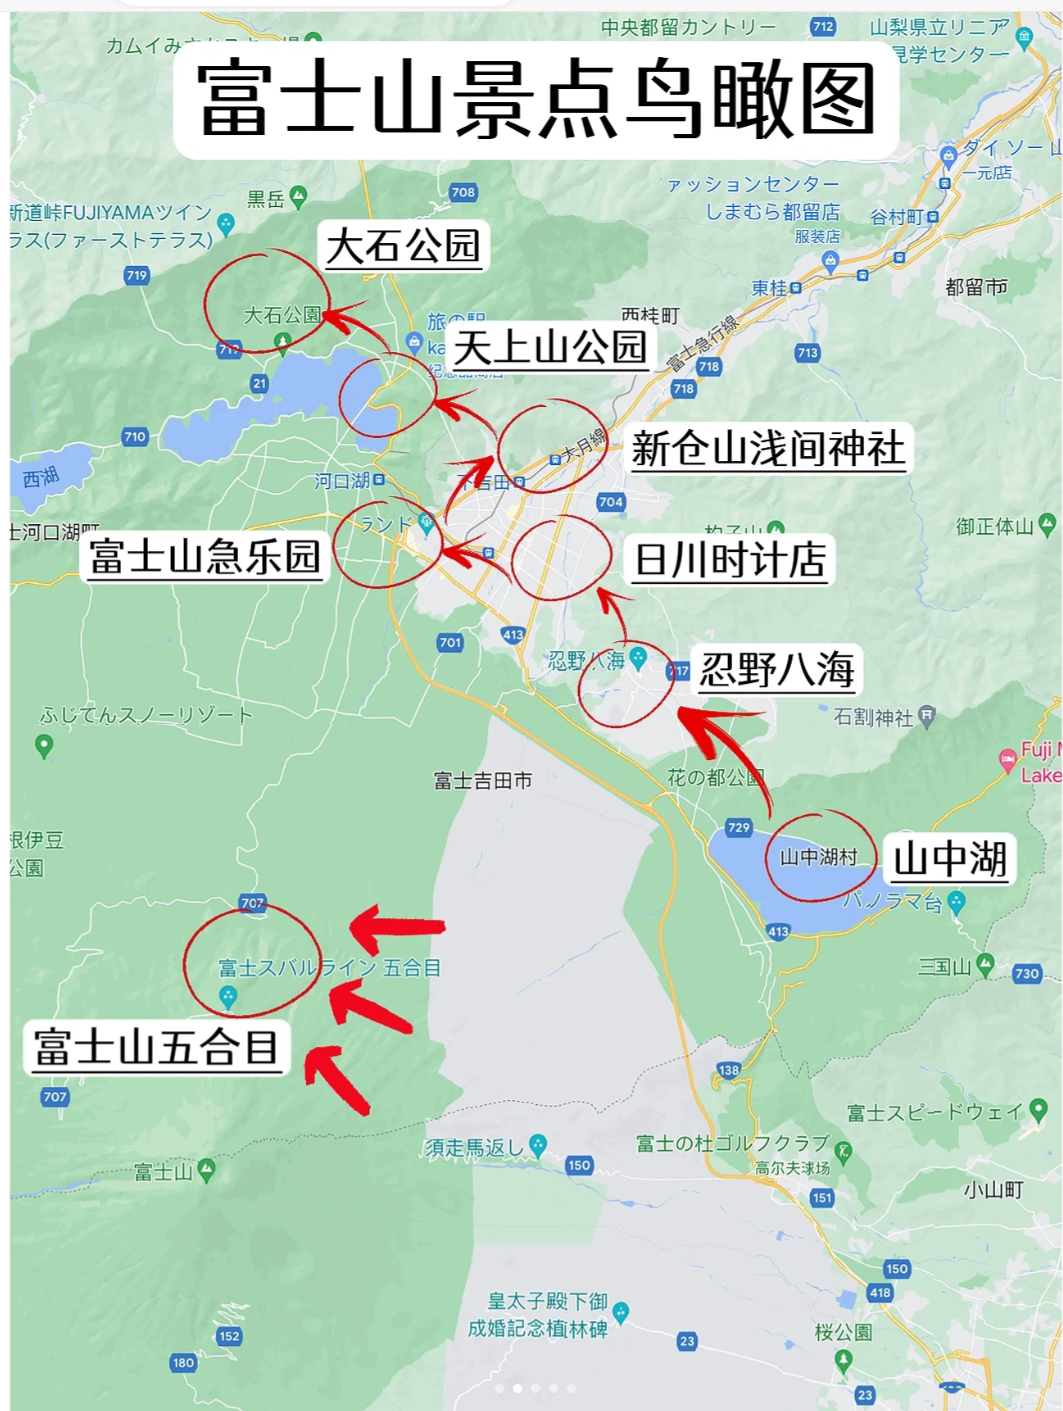 中央都留カントリー
712
山梨県立リニア
見学センター
富士山景点鸟瞰图
ダイソー山
一元店
黒岳
708
ァッションセンター
しまむら都留店
服装店
谷村町
新道峠FUJIYAMAツイン
ラス(ファーストテラス)
大石公园
719
東桂
都留市
大石公園
西桂町
富士急行線
旅の駅
ka
天上山公园
719
713
718
718
21
710
大月線
新仓山浅间神社
西湖
河口湖
下吉田
704
士河口湖町
ランド
富士山急乐园
日川时计店
杓子山
御正体山
413
701
忍野八海
717
忍野八海
ふじてんスノーリゾート
石割神社
Fuji M
Lake
富士吉田市
花の都公園
根伊豆
公園
729
山中湖村
山中湖
707
パノラマ台
413
富士スバルライン 五合目
三国山
730
富士山五合目
707
138
富士スピードウェイ
須走馬返し
富士の杜ゴルフクラブ
高尔夫球场
富士山
150
151
小山町
150
418
皇太子殿下御
成婚記念植林碑
152
180
23
桜公園
23